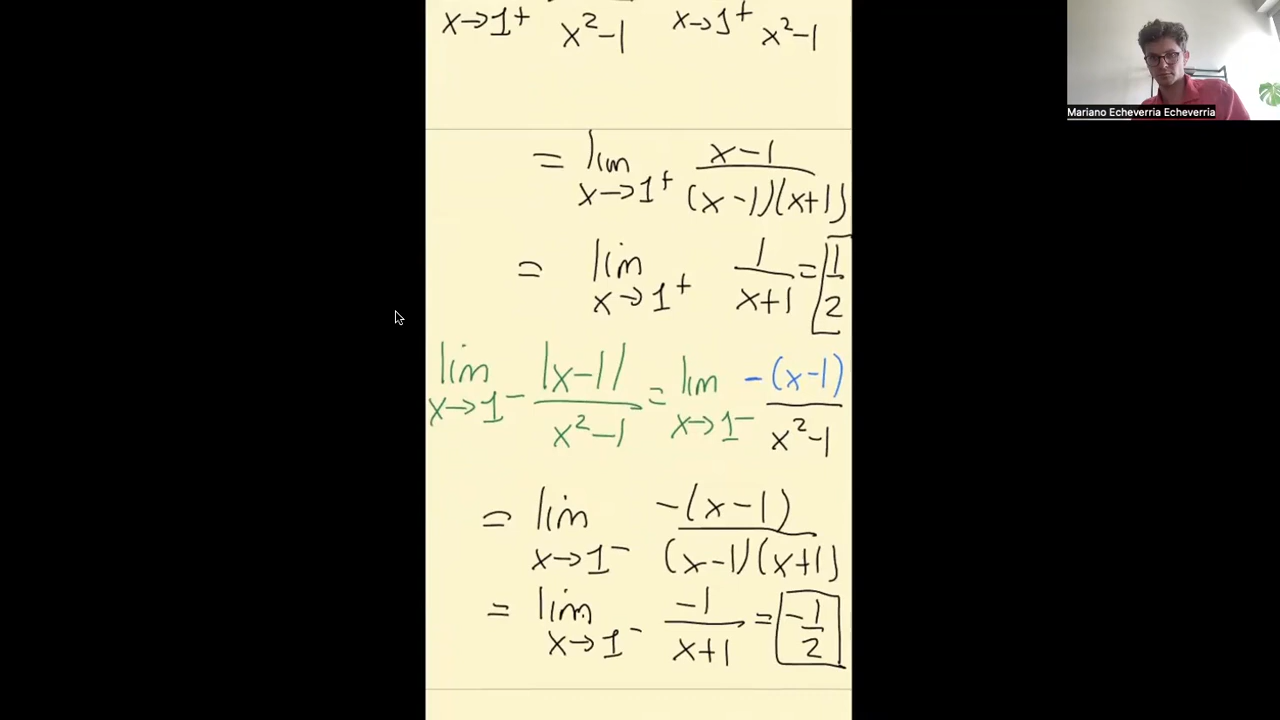 x→1⁺ x²-1 x→1⁺ x²-1
Mariano Echeverria Echeverria
= lim x→1⁺ (x-1)/((x-1)(x+1))
= lim x→1⁺ 1/(x+1) = 1/2
lim x→1⁻ |x-1|/(x²-1) = lim x→1⁻ -(x-1)/(x²-1)
= lim x→1⁻ -(x-1)/((x-1)(x+1))
= lim x→1⁻ -1/(x+1) = -1/2